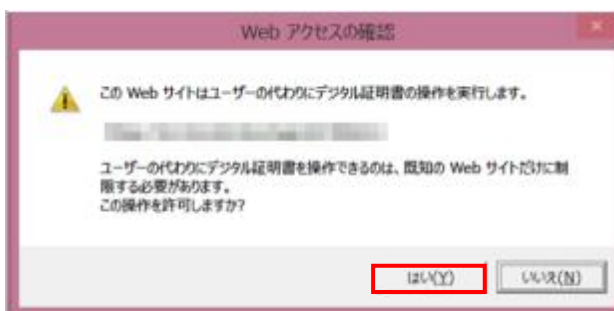 Web アクセスの確認
この Web サイトはユーザーの代わりにデジタル証明書の操作を実行します。
ユーザーの代わりにデジタル証明書を操作できるのは、既知の Web サイトだけに制
限する必要があります。
この操作を許可しますか?
はい(Y)
いいえ(N)